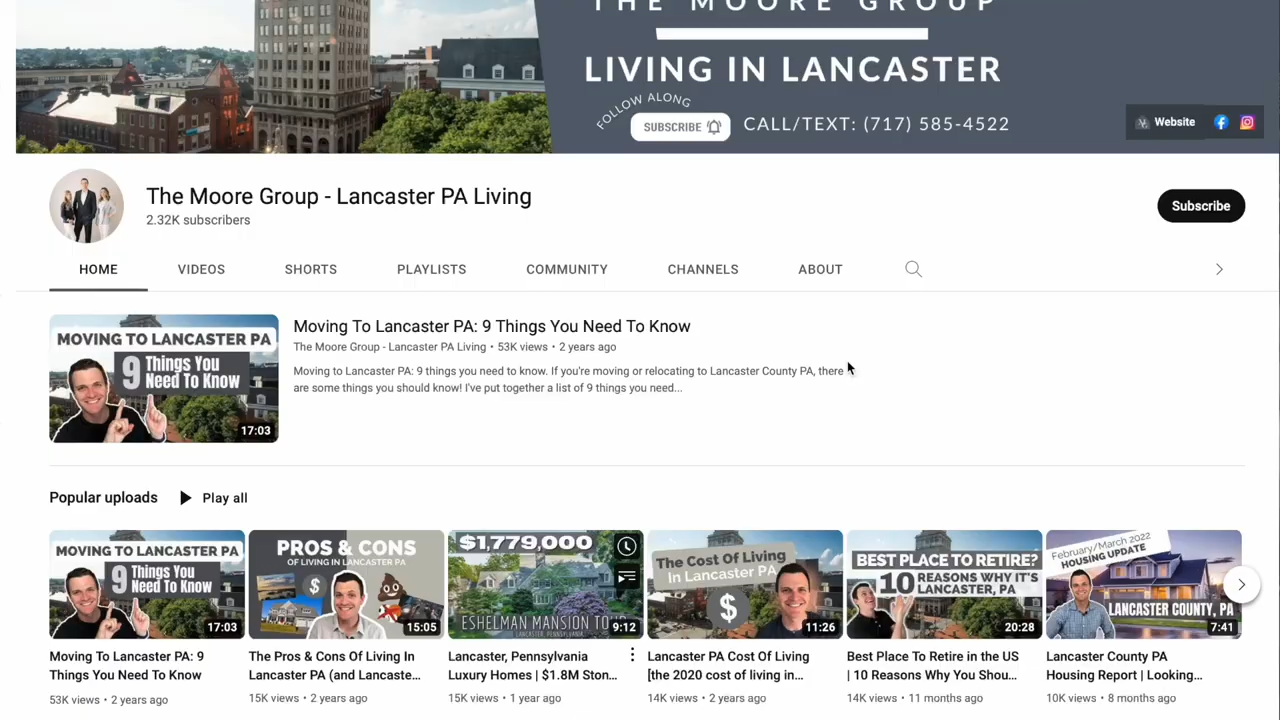 THE MOORE GROUP
LIVING IN LANCASTER
FOLLOW ALONG
SUBSCRIBE
CALL/TEXT: (717) 585-4522
Website
The Moore Group - Lancaster PA Living
2.32K subscribers
Subscribe
HOME VIDEOS SHORTS PLAYLISTS COMMUNITY CHANNELS ABOUT
MOVING TO LANCASTER PA
9 Things You
Need To Know
17:03
Moving To Lancaster PA: 9 Things You Need To Know
The Moore Group - Lancaster PA Living • 53K views • 2 years ago
Moving to Lancaster PA: 9 things you need to know. If you're moving or relocating to Lancaster County PA, there
are some things you should know! I've put together a list of 9 things you need...
Popular uploads Play all
MOVING TO LANCASTER PA
9 Things You
Need To Know
17:03
Moving To Lancaster PA: 9
Things You Need To Know
53K views • 2 years ago
PROS & CONS
OF LIVING IN LANCASTER PA
$
15:05
The Pros & Cons Of Living In
Lancaster PA (and Lancaste...
15K views • 2 years ago
$1,779,000
ESHELMAN MANSION TOU
LANCASTER, PENNSYLVANIA
9:12
Lancaster, Pennsylvania
Luxury Homes | $1.8M Ston...
15K views • 1 year ago
The Cost Of Living
In Lancaster PA
$
11:26
Lancaster PA Cost Of Living
[the 2020 cost of living in...
14K views • 2 years ago
BEST PLACE TO RETIRE?
10 REASONS WHY IT'S
LANCASTER, PA
20:28
Best Place To Retire in the US
| 10 Reasons Why You Shou...
14K views • 11 months ago
February/March 2022
HOUSING UPDATE
LANCASTER COUNTY, PA
7:41
Lancaster County PA
Housing Report | Looking...
10K views • 8 months ago